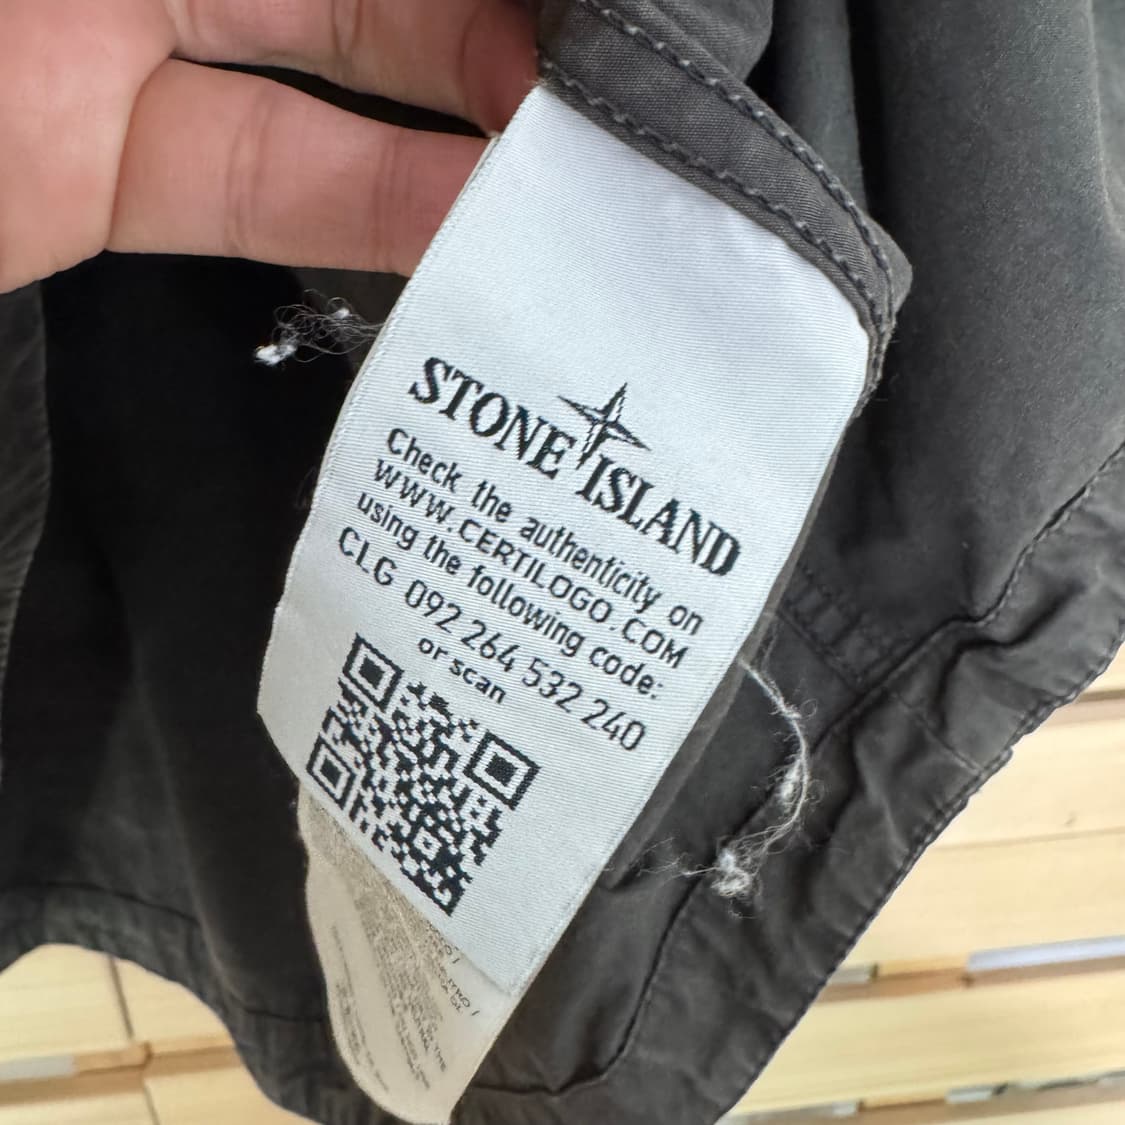 STONE ISLAND
Check the authenticity on
WWW.CERTILOGO.COM
using the following code:
CLG 092 264 532 240
or scan